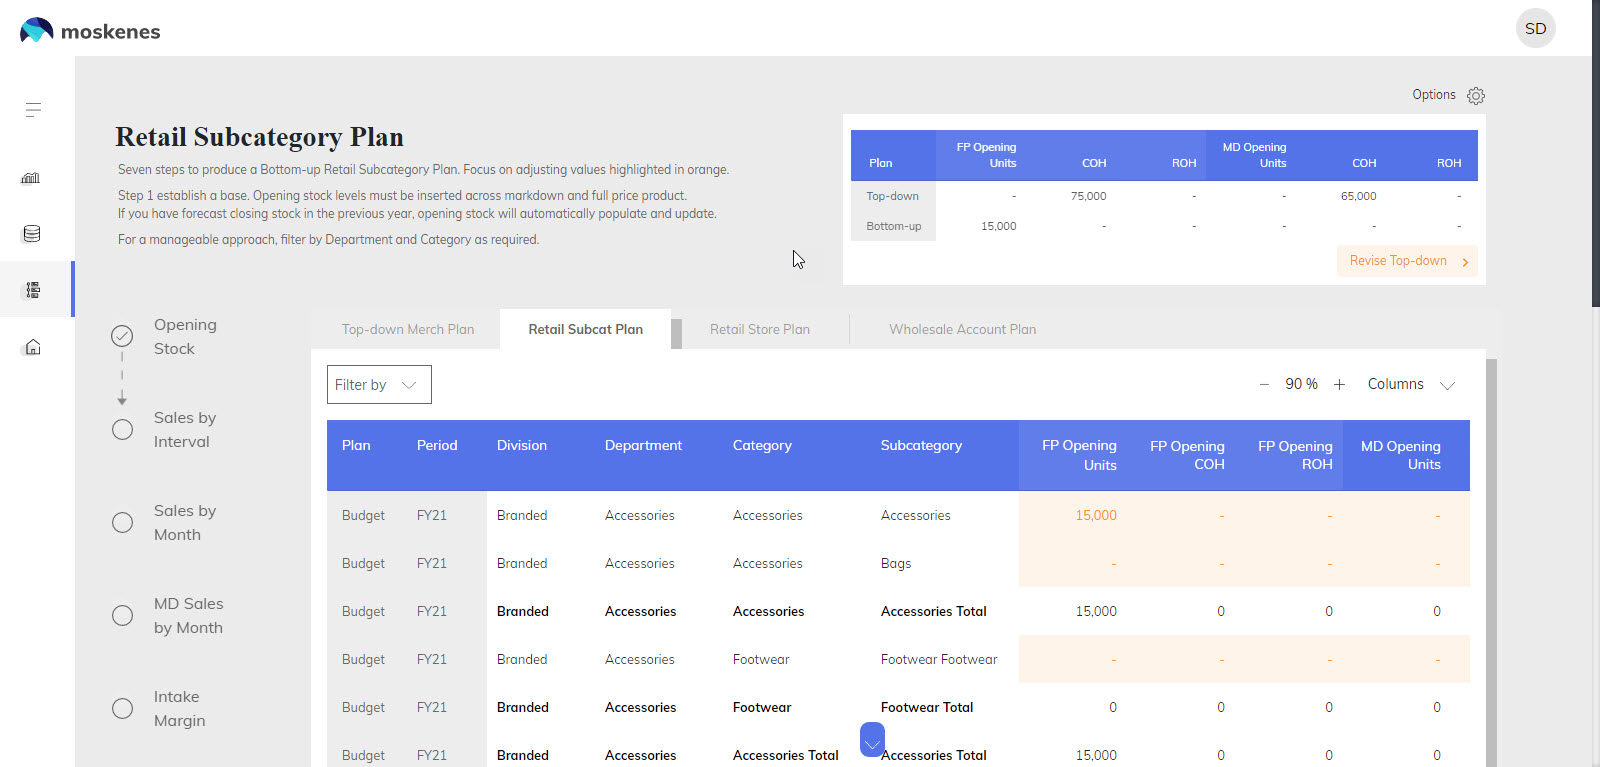 moskenes
SD
Options
Retail Subcategory Plan
Seven steps to produce a Bottom-up Retail Subcategory Plan. Focus on adjusting values highlighted in orange.
Step 1 establish a base. Opening stock levels must be inserted across markdown and full price product.
If you have forecast closing stock in the previous year, opening stock will automatically populate and update.
For a manageable approach, filter by Department and Category as required.
Plan FP Opening Units COH ROH MD Opening Units COH ROH
Top-down - 75,000 - - 65,000 -
Bottom-up 15,000 - - - - -
Revise Top-down
Opening
Stock
Sales by
Interval
Sales by
Month
MD Sales
by Month
Intake
Margin
Top-down Merch Plan Retail Subcat Plan Retail Store Plan Wholesale Account Plan
Filter by
− 90 % + Columns
Plan Period Division Department Category Subcategory FP Opening Units FP Opening COH FP Opening ROH MD Opening Units
Budget FY21 Branded Accessories Accessories Accessories 15,000 - - -
Budget FY21 Branded Accessories Accessories Bags - - - -
Budget FY21 Branded Accessories Accessories Accessories Total 15,000 0 0 0
Budget FY21 Branded Accessories Footwear Footwear Footwear - - - -
Budget FY21 Branded Accessories Footwear Footwear Total 0 0 0 0
Budget FY21 Branded Accessories Accessories Total Accessories Total 15,000 0 0 0